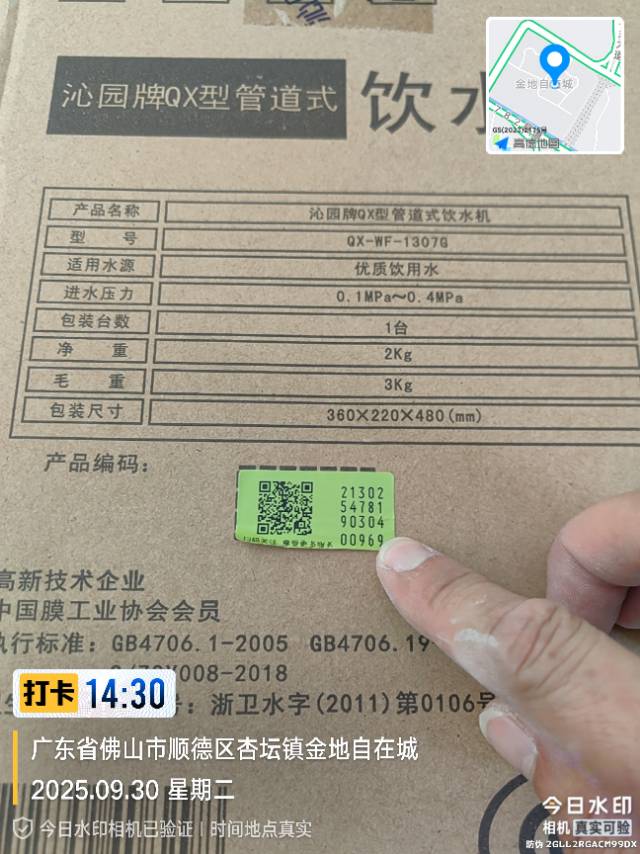 沁园牌QX型管道式 饮水
产品名称 沁园牌QX型管道式饮水机
型 号 QX-WF-1307G
适用水源 优质饮用水
进水压力 0.1MPa～0.4MPa
包装台数 1台
净 重 2Kg
毛 重 3Kg
包装尺寸 360×220×480(mm)
产品编码：
21302
54781
90304
00969
高新技术企业
中国膜工业协会会员
执行标准：GB4706.1-2005 GB4706.19
008-2018
号：浙卫水字(2011)第0106号
金地自在城
高德地图
打卡 14:30
广东省佛山市顺德区杏坛镇金地自在城
2025.09.30 星期二
今日水印相机已验证 | 时间地点真实
今日水印
相机 真实可验
防伪 2GLL2RGACM99DX